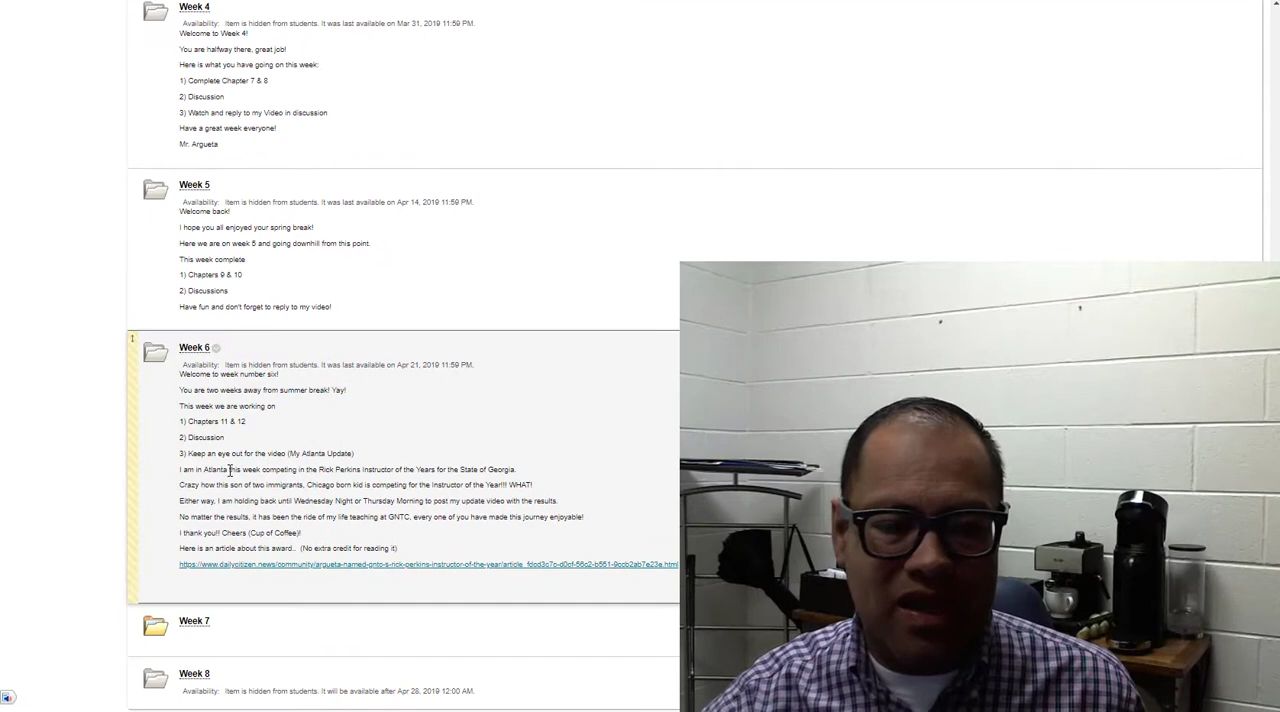 Week 4
Availability: Item is hidden from students. It was last available on Mar 31, 2019 11:59 PM.
Welcome to Week 4!
You are halfway there, great job!
Here is what you have going on this week:
1) Complete Chapter 7 & 8
2) Discussion
3) Watch and reply to my Video in discussion
Have a great week everyone!
Mr. Argueta
Week 5
Availability: Item is hidden from students. It was last available on Apr 14, 2019 11:59 PM.
Welcome back!
I hope you all enjoyed your spring break!
Here we are on week 5 and going downhill from this point.
This week complete
1) Chapters 9 & 10
2) Discussions
Have fun and don't forget to reply to my video!
Week 6
Availability: Item is hidden from students. It was last available on Apr 21, 2019 11:59 PM.
Welcome to week number six!
You are two weeks away from summer break! Yay!
This week we are working on
1) Chapters 11 & 12
2) Discussion
3) Keep an eye out for the video (My Atlanta Update)
I am in Atlanta this week competing in the Rick Perkins Instructor of the Years for the State of Georgia.
Crazy how this son of two immigrants, Chicago born kid is competing for the Instructor of the Year!!! WHAT!
Either way, I am holding back until Wednesday Night or Thursday Morning to post my update video with the results.
No matter the results, it has been the ride of my life teaching at GNTC, every one of you have made this journey enjoyable!
I thank you!! Cheers (Cup of Coffee)!
Here is an article about this award.. (No extra credit for reading it)
Week 7
Week 8
Availability: Item is hidden from students. It will be available after Apr 28, 2019 12:00 AM.